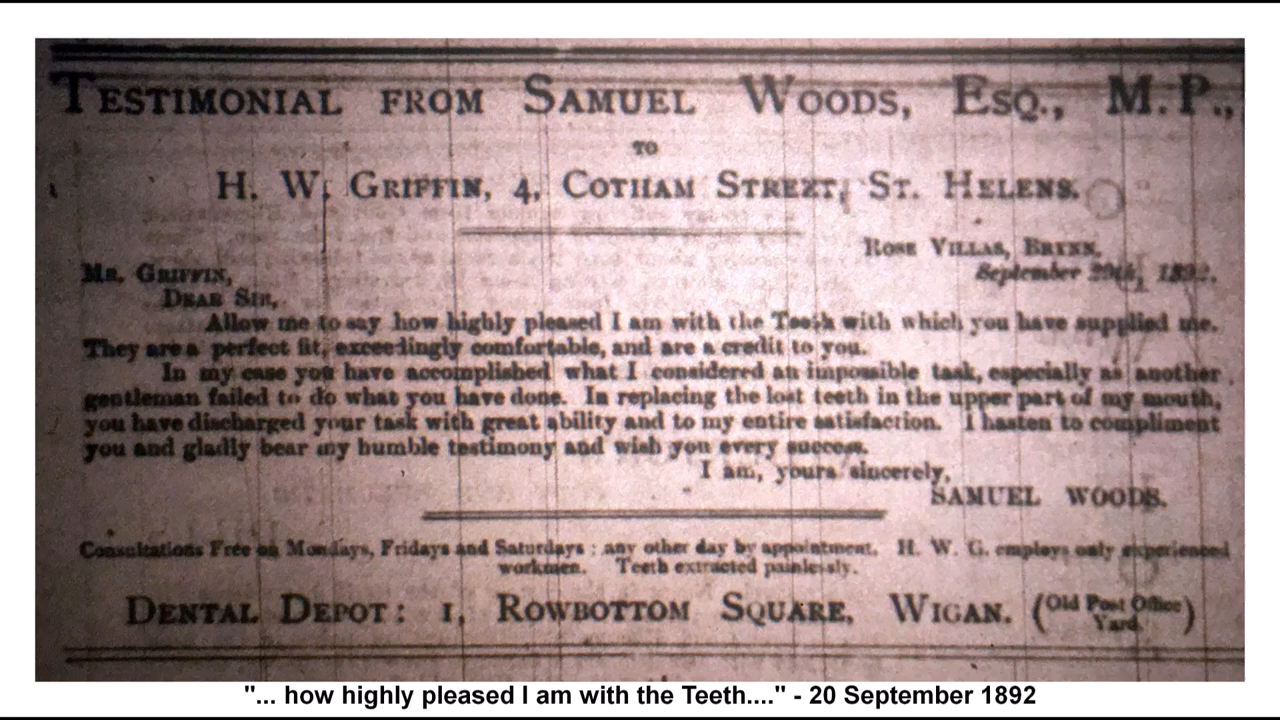 TESTIMONIAL FROM SAMUEL WOODS, ESQ., M.P.,
TO
H. W. GRIFFIN, 4, COTHAM STREET, ST. HELENS.
ROSE VILLAS, BRYNN,
September 20th, 1892.
MR. GRIFFIN,
DEAR SIR,
Allow me to say how highly pleased I am with the Teeth with which you have supplied me.
They are a perfect fit, exceedingly comfortable, and are a credit to you.
In my case you have accomplished what I considered an impossible task, especially as another
gentleman failed to do what you have done. In replacing the lost teeth in the upper part of my mouth,
you have discharged your task with great ability and to my entire satisfaction. I hasten to compliment
you and gladly bear my humble testimony and wish you every success.
I am, yours sincerely,
SAMUEL WOODS.
Consultations Free on Mondays, Fridays and Saturdays : any other day by appointment. H. W. G. employs only experienced
workmen. Teeth extracted painlessly.
DENTAL DEPOT: 1, ROWBOTTOM SQUARE, WIGAN. (Old Post Office
Yard)
"... how highly pleased I am with the Teeth...." - 20 September 1892